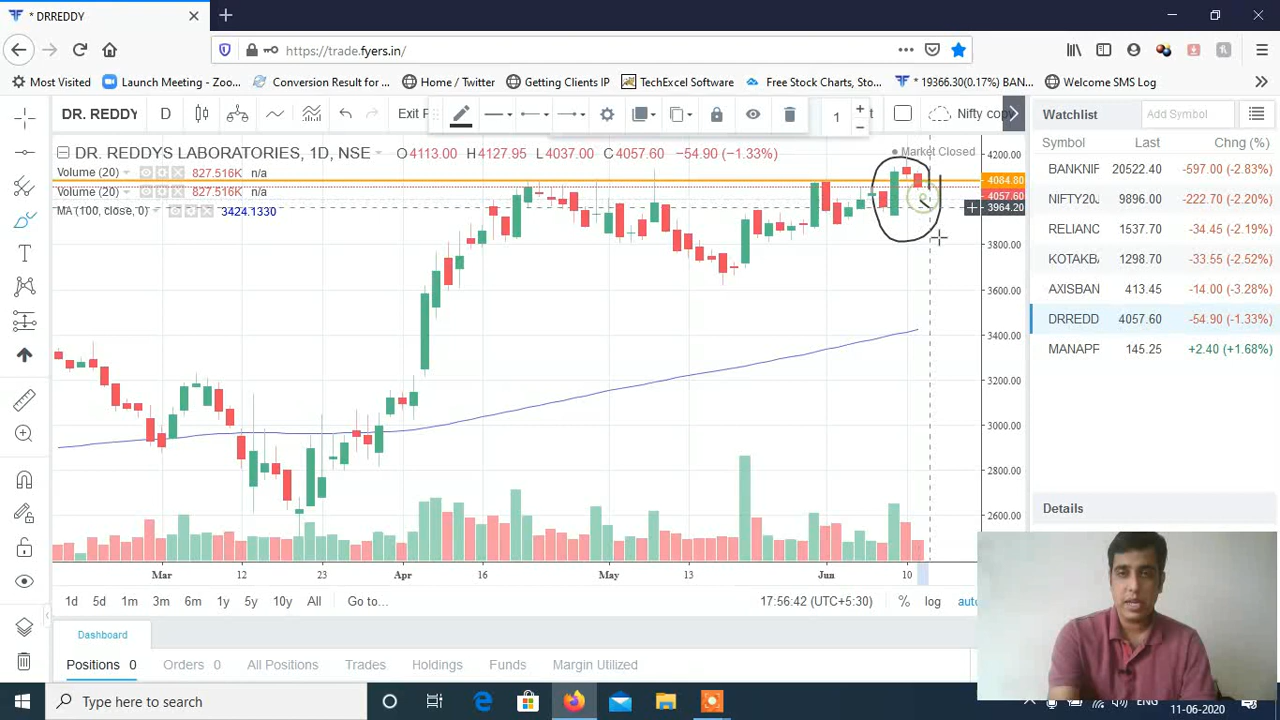 * DRREDDY
https://trade.fyers.in/
Most Visited
Launch Meeting - Zoo...
Conversion Result for ...
Home / Twitter
Getting Clients IP
TechExcel Software
Free Stock Charts, Sto...
* 19366.30(0.17%) BAN...
Welcome SMS Log
DR. REDDY
D
Exit F
1
Nifty cop
Watchlist
Add Symbol
DR. REDDYS LABORATORIES, 1D, NSE
O4113.00 H4127.95 L4037.00 C4057.60 −54.90 (−1.33%)
Market Closed
Volume (20)
827.516K n/a
Volume (20)
827.516K n/a
MA (100, close, 0)
3424.1330
4200.00
4084.80
4057.60
3964.20
3800.00
3600.00
3400.00
3200.00
3000.00
2800.00
2600.00
Symbol Last Chng (%)
BANKNIF 20522.40 -597.00 (-2.83%)
NIFTY20J 9896.00 -222.70 (-2.20%)
RELIANC 1537.70 -34.45 (-2.19%)
KOTAKBA 1298.70 -33.55 (-2.52%)
AXISBAN 413.45 -14.00 (-3.28%)
DRREDD 4057.60 -54.90 (-1.33%)
MANAPP 145.25 +2.40 (+1.68%)
Details
Mar 12 23 Apr 16 May 13 Jun 10
1d 5d 1m 3m 6m 1y 5y 10y All Go to...
17:56:42 (UTC+5:30) % log auto
Dashboard
Positions 0 Orders 0 All Positions Trades Holdings Funds Margin Utilized
Type here to search
ENG
11-06-2020